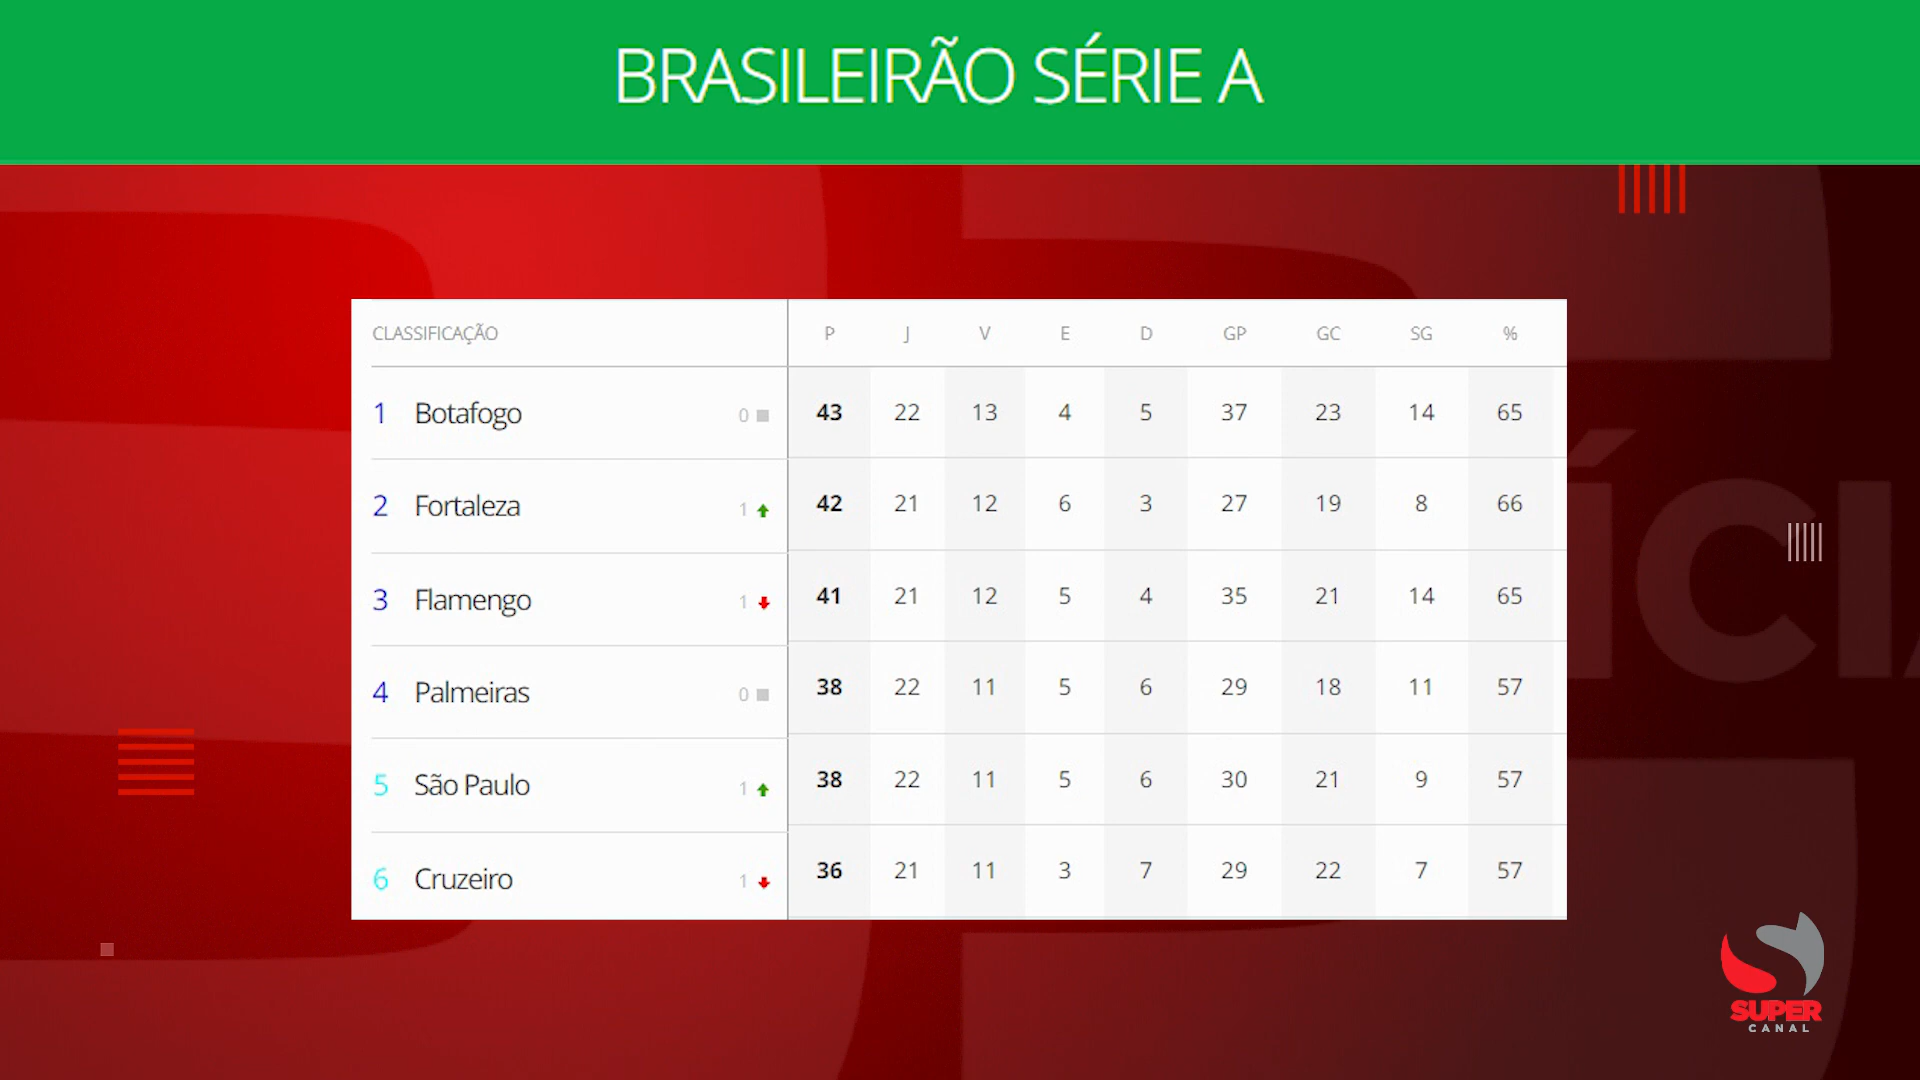 BRASILEIRÃO SÉRIE A
CLASSIFICAÇÃO P J V E D GP GC SG %
1 Botafogo 0 43 22 13 4 5 37 23 14 65
2 Fortaleza 1 42 21 12 6 3 27 19 8 66
3 Flamengo 1 41 21 12 5 4 35 21 14 65
4 Palmeiras 0 38 22 11 5 6 29 18 11 57
5 São Paulo 1 38 22 11 5 6 30 21 9 57
6 Cruzeiro 1 36 21 11 3 7 29 22 7 57
ÍCIA
SUPER
CANAL